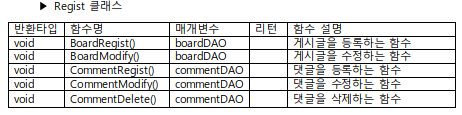 ▶ Regist 클래스
반환타입 함수명 매개변수 리턴 함수 설명
void BoardRegist() boardDAO 게시글을 등록하는 함수
void BoardModify() boardDAO 게시글을 수정하는 함수
void CommentRegist() commentDAO 댓글을 등록하는 함수
void CommentModify() commentDAO 댓글을 수정하는 함수
void CommentDelete() commentDAO 댓글을 삭제하는 함수